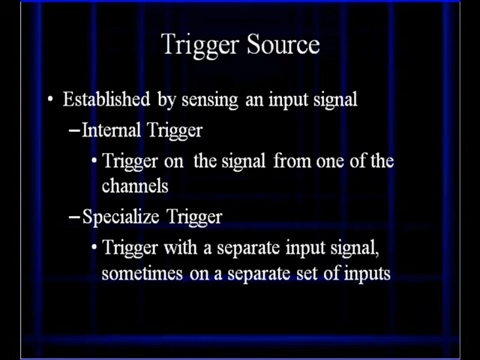 Trigger Source
• Established by sensing an input signal
–Internal Trigger
• Trigger on the signal from one of the
channels
–Specialize Trigger
• Trigger with a separate input signal,
sometimes on a separate set of inputs